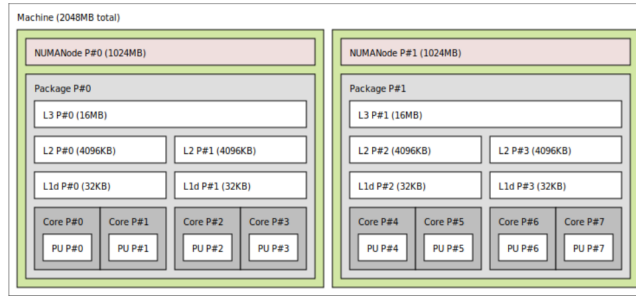 Machine (2048MB total)
NUMANode P#0 (1024MB)
Package P#0
L3 P#0 (16MB)
L2 P#0 (4096KB) L2 P#1 (4096KB)
L1d P#0 (32KB) L1d P#1 (32KB)
Core P#0 Core P#1 Core P#2 Core P#3
PU P#0 PU P#1 PU P#2 PU P#3
NUMANode P#1 (1024MB)
Package P#1
L3 P#1 (16MB)
L2 P#2 (4096KB) L2 P#3 (4096KB)
L1d P#2 (32KB) L1d P#3 (32KB)
Core P#4 Core P#5 Core P#6 Core P#7
PU P#4 PU P#5 PU P#6 PU P#7